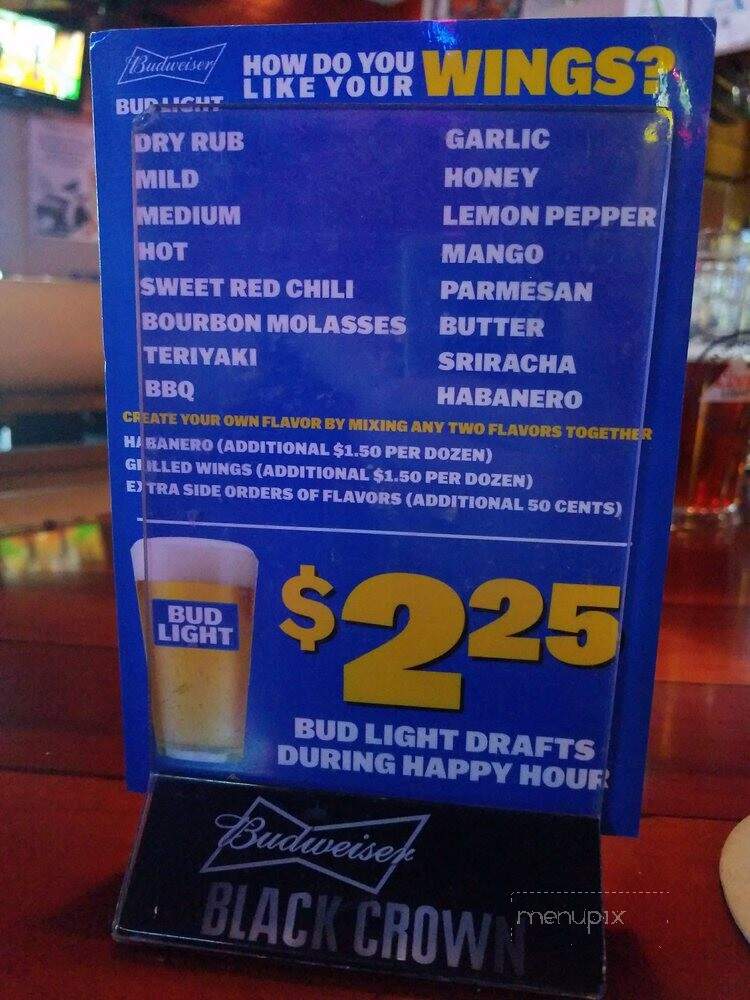 Budweiser
BUD LIGHT
HOW DO YOU
LIKE YOUR
WINGS?
DRY RUB
MILD
MEDIUM
HOT
SWEET RED CHILI
BOURBON MOLASSES
TERIYAKI
BBQ
GARLIC
HONEY
LEMON PEPPER
MANGO
PARMESAN
BUTTER
SRIRACHA
HABANERO
CREATE YOUR OWN FLAVOR BY MIXING ANY TWO FLAVORS TOGETHER
HABANERO (ADDITIONAL $1.50 PER DOZEN)
GRILLED WINGS (ADDITIONAL $1.50 PER DOZEN)
EXTRA SIDE ORDERS OF FLAVORS (ADDITIONAL 50 CENTS)
BUD
LIGHT
$2.25
BUD LIGHT DRAFTS
DURING HAPPY HOUR
Budweiser
BLACK CROWN
menupix